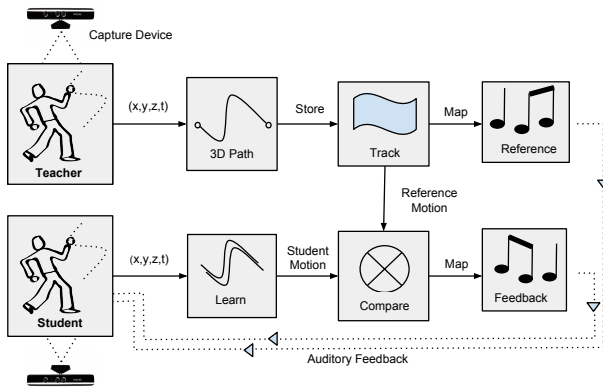 Capture Device
(x,y,z,t)
Store
Map
Teacher
3D Path
Track
Reference
Reference
Motion
(x,y,z,t)
Student
Motion
Map
Student
Learn
Compare
Feedback
Auditory Feedback